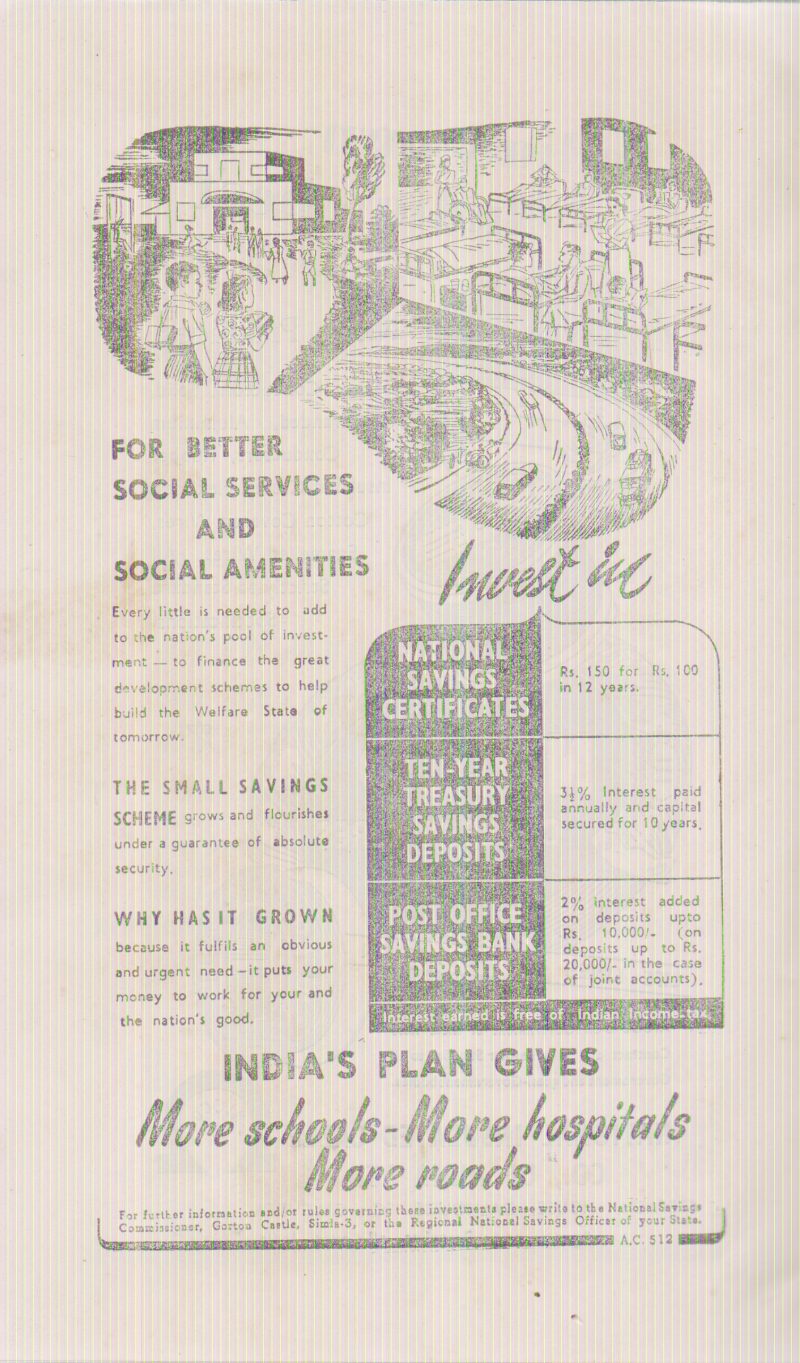 FOR BETTER
SOCIAL SERVICES
AND
SOCIAL AMENITIES
Every little is needed to add
to the nation's pool of invest-
ment — to finance the great
development schemes to help
build the Welfare State of
tomorrow.
THE SMALL SAVINGS
SCHEME grows and flourishes
under a guarantee of absolute
security.
WHY HAS IT GROWN
because it fulfils an obvious
and urgent need – it puts your
money to work for your and
the nation's good.
Invest in
NATIONAL
SAVINGS
CERTIFICATES
Rs. 150 for Rs. 100
in 12 years.
TEN-YEAR
TREASURY
SAVINGS
DEPOSITS
3½% Interest paid
annually and capital
secured for 10 years.
POST OFFICE
SAVINGS BANK
DEPOSITS
2% interest added
on deposits upto
Rs. 10,000/- (on
deposits up to Rs.
20,000/- in the case
of joint accounts).
Interest earned is free of Indian Income-tax.
INDIA'S PLAN GIVES
More schools - More hospitals
More roads
For further information and/or rules governing these investments please write to the National Savings
Commissioner, Gorton Castle, Simla-3, or the Regional National Savings Officer of your State.
A.C. 512